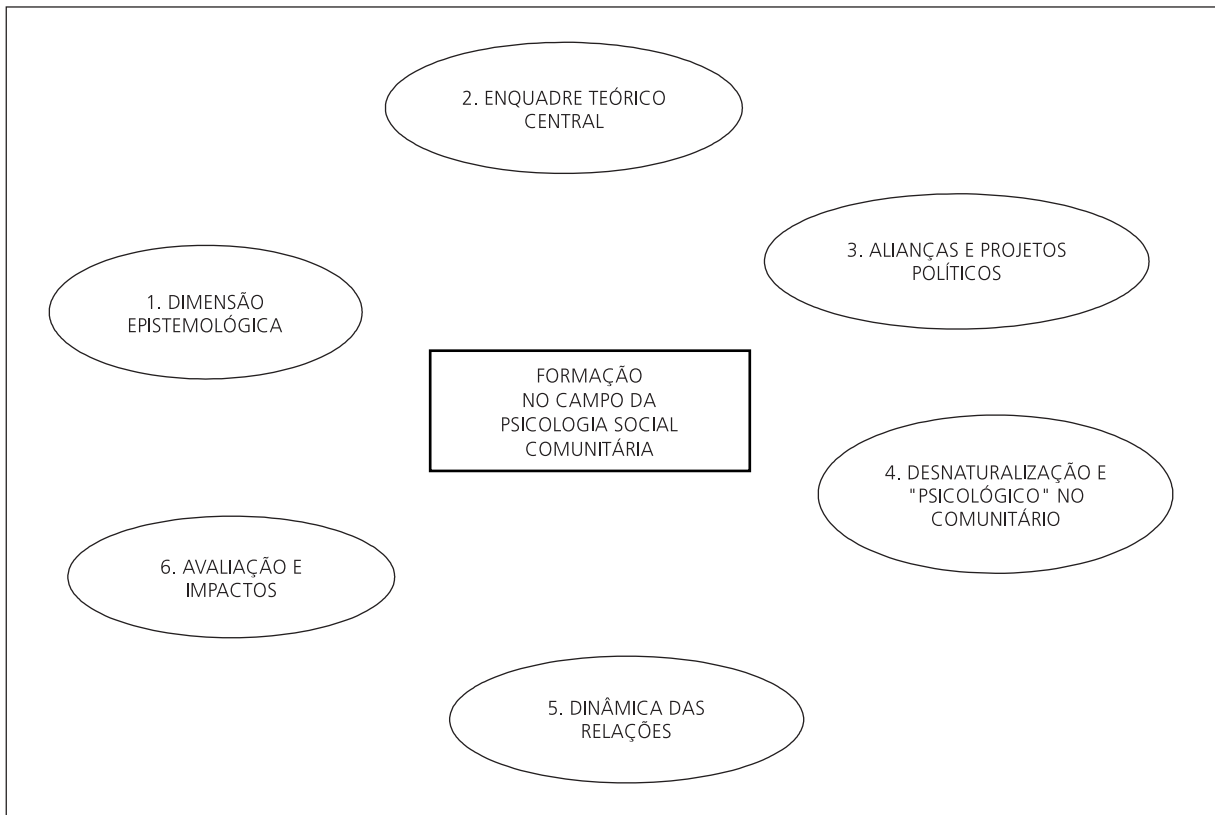 2. ENQUADRE TEÓRICO
CENTRAL
3. ALIANÇAS E PROJETOS
POLÍTICOS
1. DIMENSÃO
EPISTEMOLÓGICA
FORMAÇÃO
NO CAMPO DA
PSICOLOGIA SOCIAL
COMUNITÁRIA
4. DESNATURALIZAÇÃO E
"PSICOLÓGICO" NO
COMUNITÁRIO
6. AVALIAÇÃO E
IMPACTOS
5. DINÂMICA DAS
RELAÇÕES